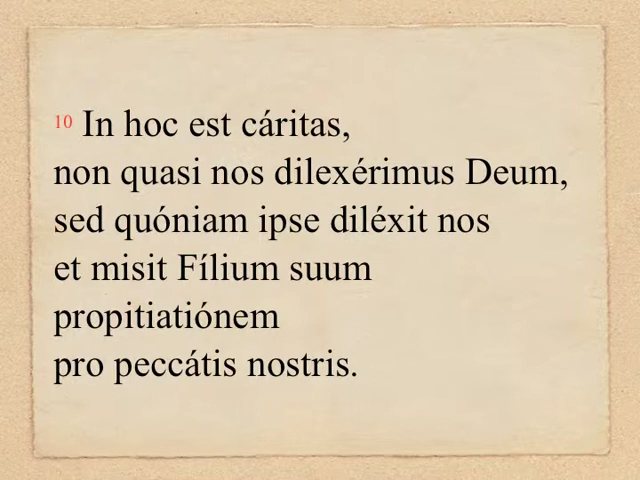 10 In hoc est cáritas,
non quasi nos dilexérimus Deum,
sed quóniam ipse diléxit nos
et misit Fílium suum
propitiatiónem
pro peccátis nostris.